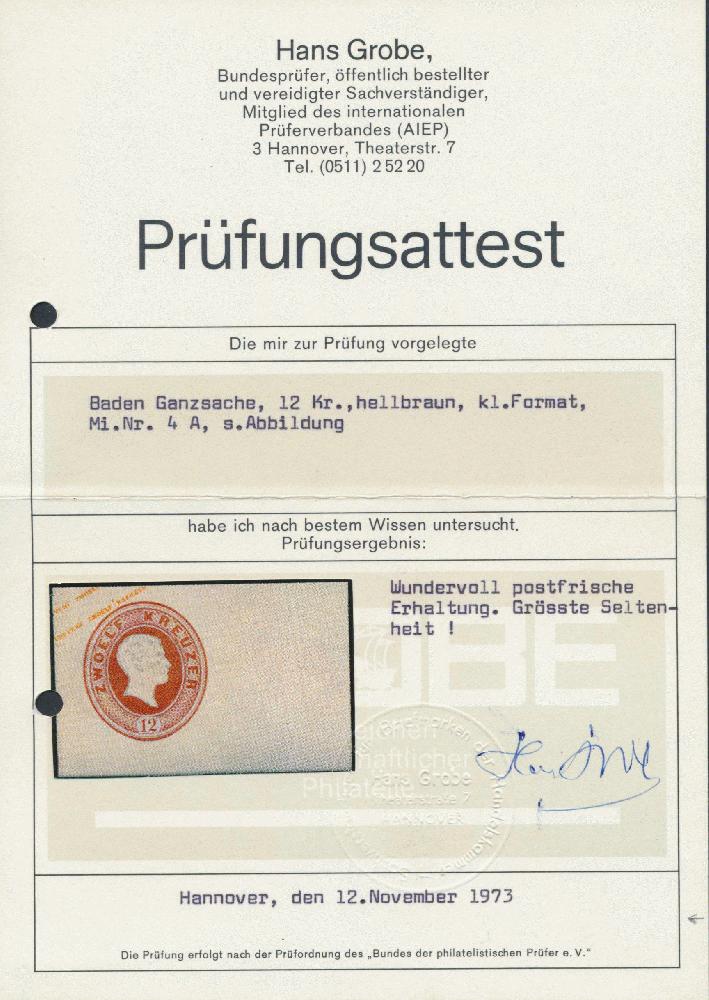 Hans Grobe,
Bundesprüfer, öffentlich bestellter
und vereidigter Sachverständiger,
Mitglied des internationalen
Prüferverbandes (AIEP)
3 Hannover, Theaterstr. 7
Tel. (0511) 2 52 20
Prüfungsattest
Die mir zur Prüfung vorgelegte
Baden Ganzsache, 12 Kr.,hellbraun, kl.Format,
Mi.Nr. 4 A, s.Abbildung
habe ich nach bestem Wissen untersucht.
Prüfungsergebnis:
Wundervoll postfrische
Erhaltung. Grösste Selten-
heit !
ZWOELF KREUZER
12
Hans Grobe
Theaterstraße 7
HANNOVER
Hannover, den 12.November 1973
Die Prüfung erfolgt nach der Prüfordnung des „Bundes der philatelistischen Prüfer e. V."